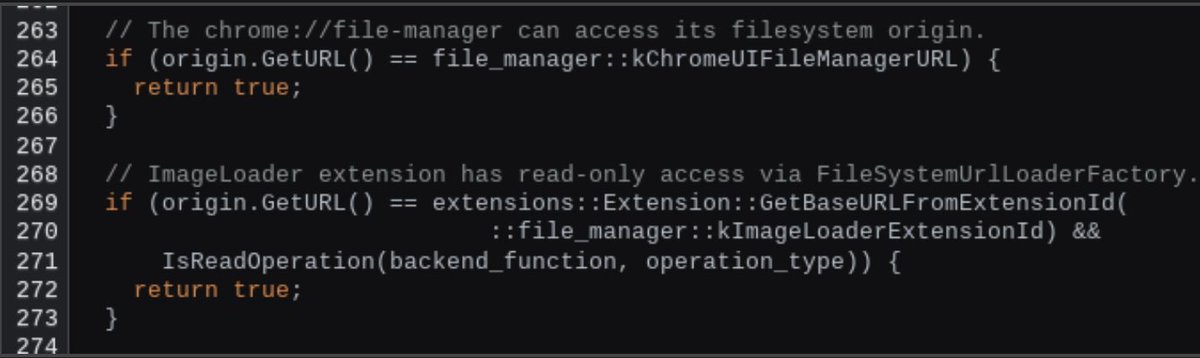 263 // The chrome://file-manager can access its filesystem origin.
264 if (origin.GetURL() == file_manager::kChromeUIFileManagerURL) {
265 return true;
266 }
267
268 // ImageLoader extension has read-only access via FileSystemUrlLoaderFactory.
269 if (origin.GetURL() == extensions::Extension::GetBaseURLFromExtensionId(
270 ::file_manager::kImageLoaderExtensionId) &&
271 IsReadOperation(backend_function, operation_type)) {
272 return true;
273 }
274